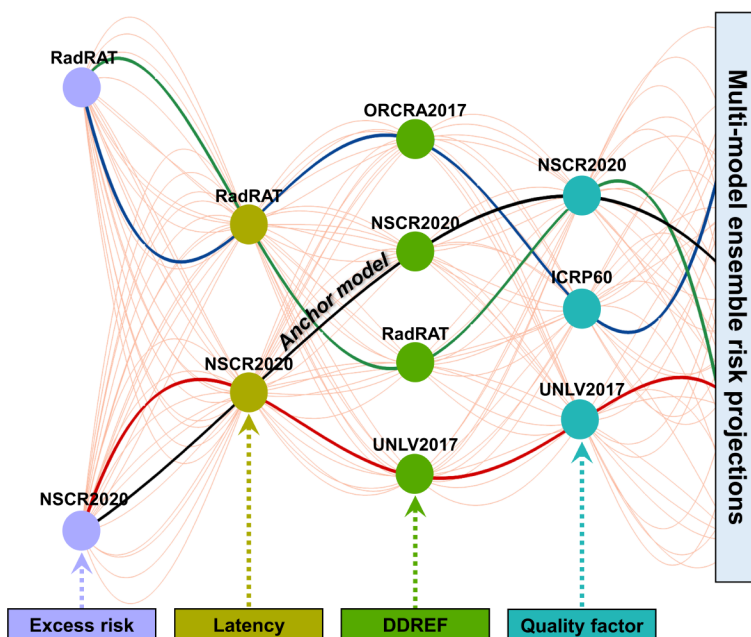 RadRAT
NSCR2020
RadRAT
NSCR2020
ORCRA2017
NSCR2020
RadRAT
UNLV2017
NSCR2020
ICRP60
UNLV2017
Anchor model
Multi-model ensemble risk projections
Excess risk
Latency
DDREF
Quality factor